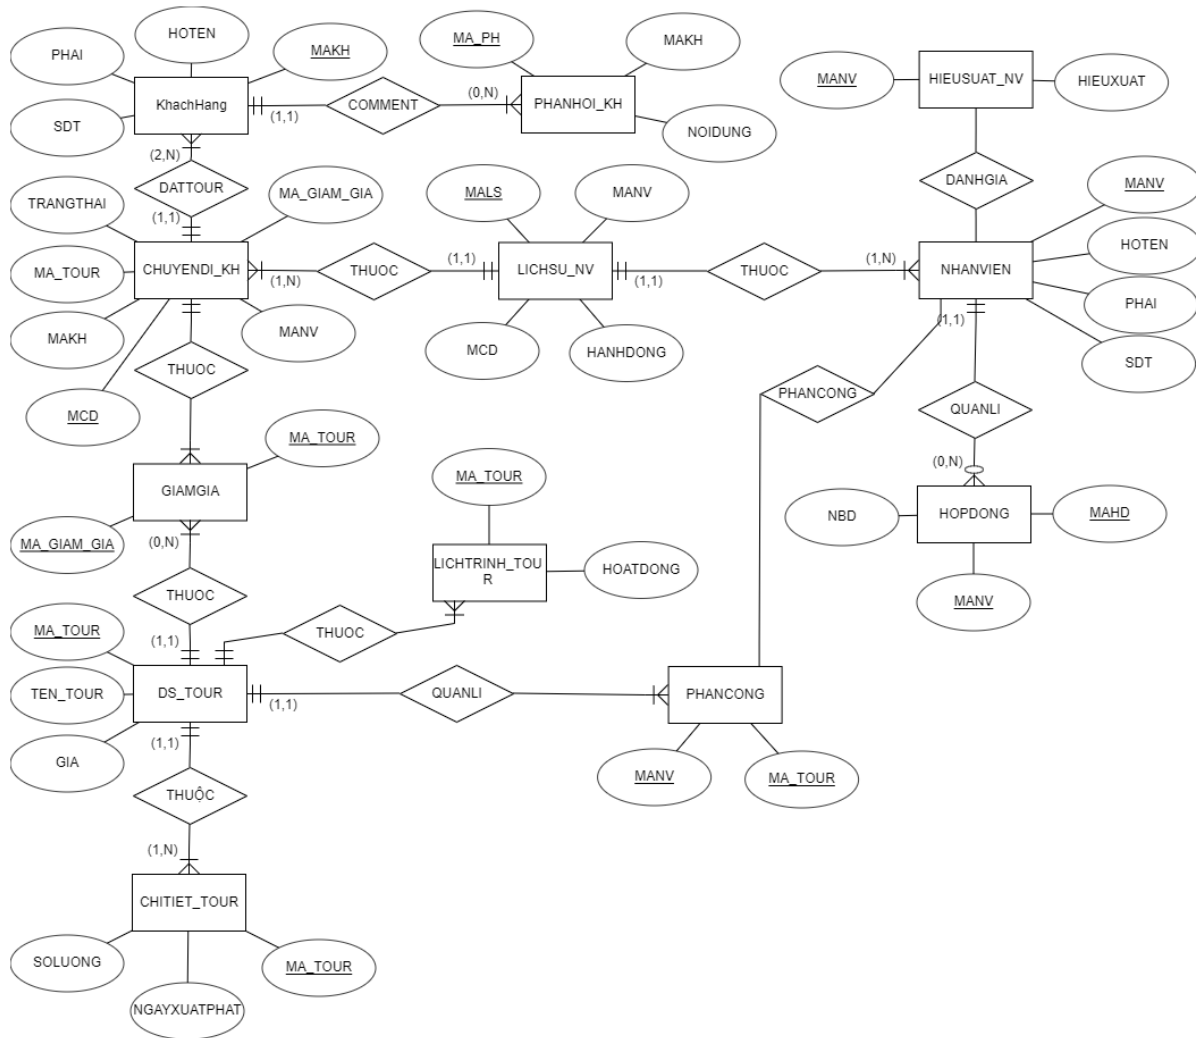 HOTEN
PHAI
MAKH
MA_PH
MAKH
HIEUSUAT_NV
MANV
HIEUXUAT
KhachHang
COMMENT
(0,N)
(1,1)
PHANHOI_KH
SDT
NOIDUNG
(2,N)
DATTOUR
DANHGIA
MANV
TRANGTHAI
MA_GIAM_GIA
MALS
MANV
(1,1)
HOTEN
MA_TOUR
CHUYENDI_KH
(1,N)
THUOC
(1,1)
LICHSU_NV
(1,1)
THUOC
(1,N)
NHANVIEN
PHAI
(1,1)
MAKH
MANV
MCD
HANHDONG
SDT
THUOC
PHANCONG
QUANLI
MCD
MA_TOUR
(0,N)
MA_TOUR
GIAMGIA
NBD
HOPDONG
MAHD
MA_GIAM_GIA
(0,N)
LICHTRINH_TOU
R
HOATDONG
THUOC
MANV
MA_TOUR
THUOC
(1,1)
TEN_TOUR
DS_TOUR
(1,1)
QUANLI
PHANCONG
(1,1)
GIA
MANV
MA_TOUR
THUỘC
(1,N)
CHITIET_TOUR
SOLUONG
MA_TOUR
NGAYXUATPHAT